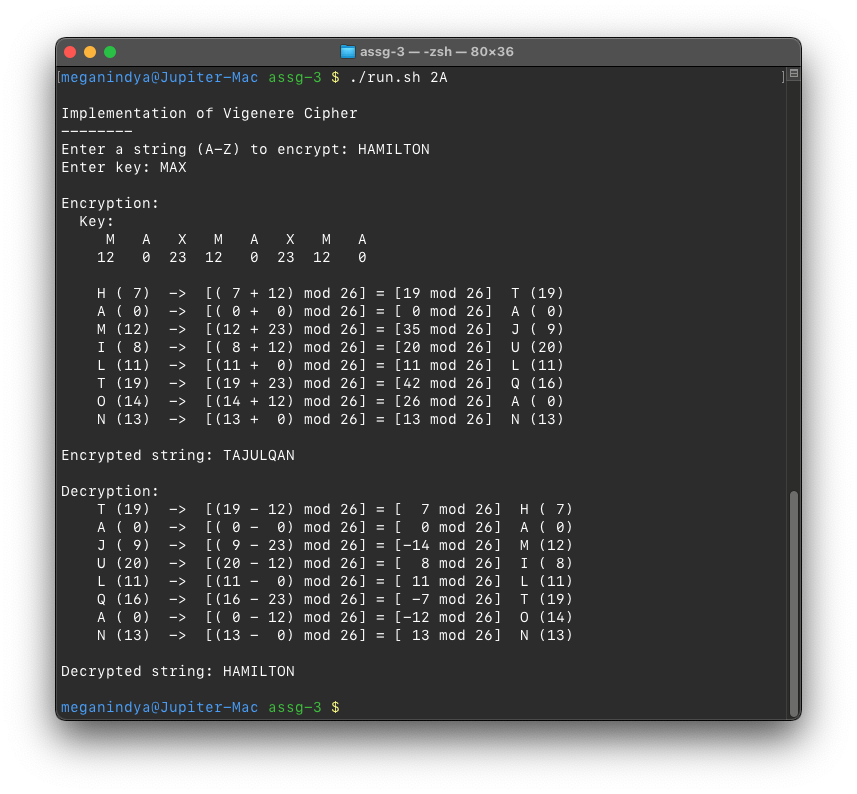 assg-3 — -zsh — 80×36
[meganindya@Jupiter-Mac assg-3 $ ./run.sh 2A ]
Implementation of Vigenere Cipher
--------
Enter a string (A-Z) to encrypt: HAMILTON
Enter key: MAX
Encryption:
  Key:
     M   A   X   M   A   X   M   A
    12   0  23  12   0  23  12   0
    H ( 7)  ->  [( 7 + 12) mod 26] = [19 mod 26]  T (19)
    A ( 0)  ->  [( 0 +  0) mod 26] = [ 0 mod 26]  A ( 0)
    M (12)  ->  [(12 + 23) mod 26] = [35 mod 26]  J ( 9)
    I ( 8)  ->  [( 8 + 12) mod 26] = [20 mod 26]  U (20)
    L (11)  ->  [(11 +  0) mod 26] = [11 mod 26]  L (11)
    T (19)  ->  [(19 + 23) mod 26] = [42 mod 26]  Q (16)
    O (14)  ->  [(14 + 12) mod 26] = [26 mod 26]  A ( 0)
    N (13)  ->  [(13 +  0) mod 26] = [13 mod 26]  N (13)
Encrypted string: TAJULQAN
Decryption:
    T (19)  ->  [(19 - 12) mod 26] = [  7 mod 26]  H ( 7)
    A ( 0)  ->  [( 0 -  0) mod 26] = [  0 mod 26]  A ( 0)
    J ( 9)  ->  [( 9 - 23) mod 26] = [-14 mod 26]  M (12)
    U (20)  ->  [(20 - 12) mod 26] = [  8 mod 26]  I ( 8)
    L (11)  ->  [(11 -  0) mod 26] = [ 11 mod 26]  L (11)
    Q (16)  ->  [(16 - 23) mod 26] = [ -7 mod 26]  T (19)
    A ( 0)  ->  [( 0 - 12) mod 26] = [-12 mod 26]  O (14)
    N (13)  ->  [(13 -  0) mod 26] = [ 13 mod 26]  N (13)
Decrypted string: HAMILTON
meganindya@Jupiter-Mac assg-3 $